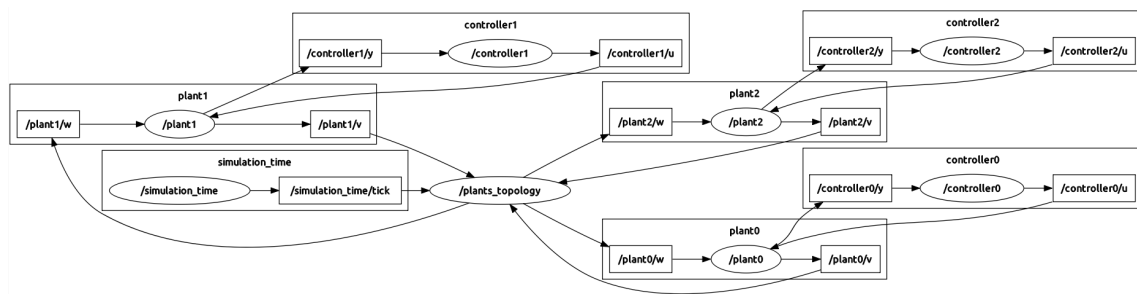 controller1
/controller1/y
/controller1
/controller1/u
controller2
/controller2/y
/controller2
/controller2/u
plant1
/plant1/w
/plant1
/plant1/v
plant2
/plant2/w
/plant2
/plant2/v
simulation_time
/simulation_time
/simulation_time/tick
/plants_topology
controller0
/controller0/y
/controller0
/controller0/u
plant0
/plant0/w
/plant0
/plant0/v